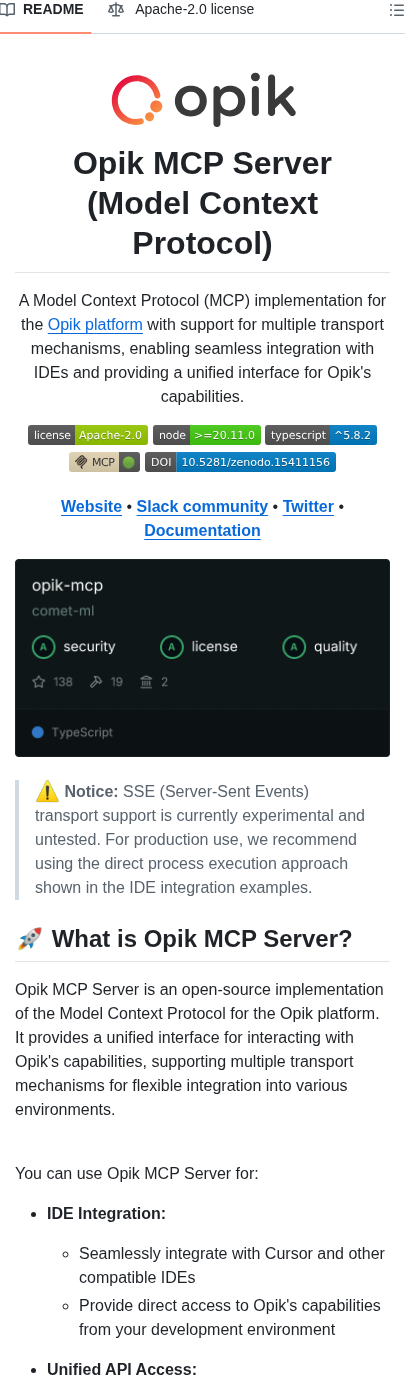 README
Apache-2.0 license
opik
Opik MCP Server
(Model Context
Protocol)
A Model Context Protocol (MCP) implementation for
the Opik platform with support for multiple transport
mechanisms, enabling seamless integration with
IDEs and providing a unified interface for Opik's
capabilities.
license Apache-2.0 node >=20.11.0 typescript ^5.8.2
MCP DOI 10.5281/zenodo.15411156
Website • Slack community • Twitter •
Documentation
opik-mcp
comet-ml
A security A license A quality
138 19 2
TypeScript
⚠️ Notice: SSE (Server-Sent Events)
transport support is currently experimental and
untested. For production use, we recommend
using the direct process execution approach
shown in the IDE integration examples.
🚀 What is Opik MCP Server?
Opik MCP Server is an open-source implementation
of the Model Context Protocol for the Opik platform.
It provides a unified interface for interacting with
Opik's capabilities, supporting multiple transport
mechanisms for flexible integration into various
environments.
You can use Opik MCP Server for:
• IDE Integration:
◦ Seamlessly integrate with Cursor and other
compatible IDEs
◦ Provide direct access to Opik's capabilities
from your development environment
• Unified API Access: